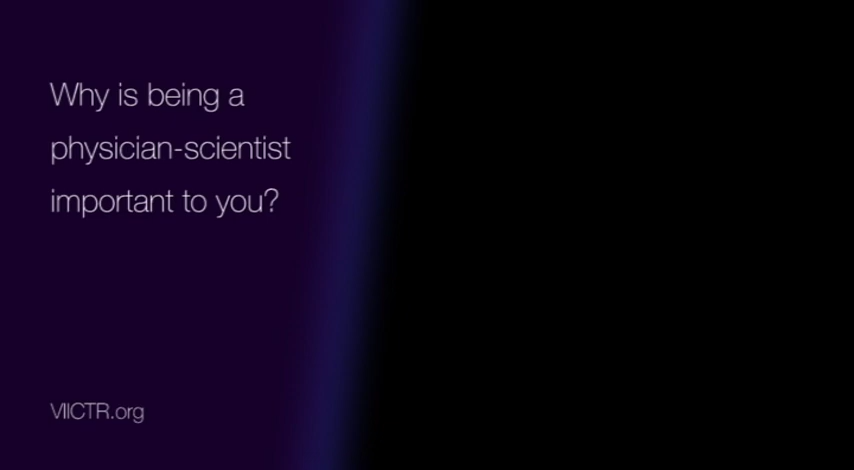 Why is being a
physician-scientist
important to you?
VIICTR.org